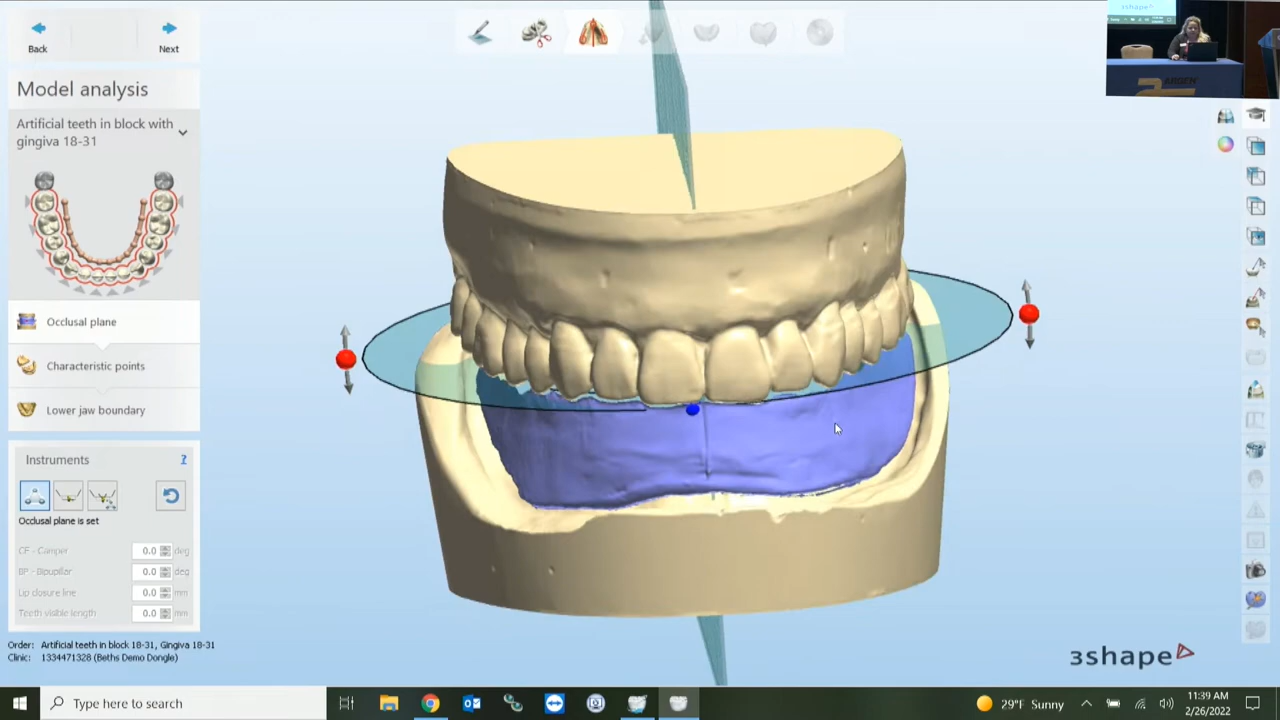 Back
Next
Model analysis
Artificial teeth in block with
gingiva 18-31
Occlusal plane
Characteristic points
Lower jaw boundary
Instruments
?
Occlusal plane is set
CE - Camper 0.0 deg
BP - Bipupillar 0.0 deg
Lip closure line 0.0 mm
Teeth visible length 0.0 mm
Order: Artificial teeth in block 18-31, Gingiva 18-31
Clinic: 1334471328 (Beths Demo Dongle)
3shape
ARGEN
3shape
Type here to search
29°F Sunny
11:39 AM
2/26/2022